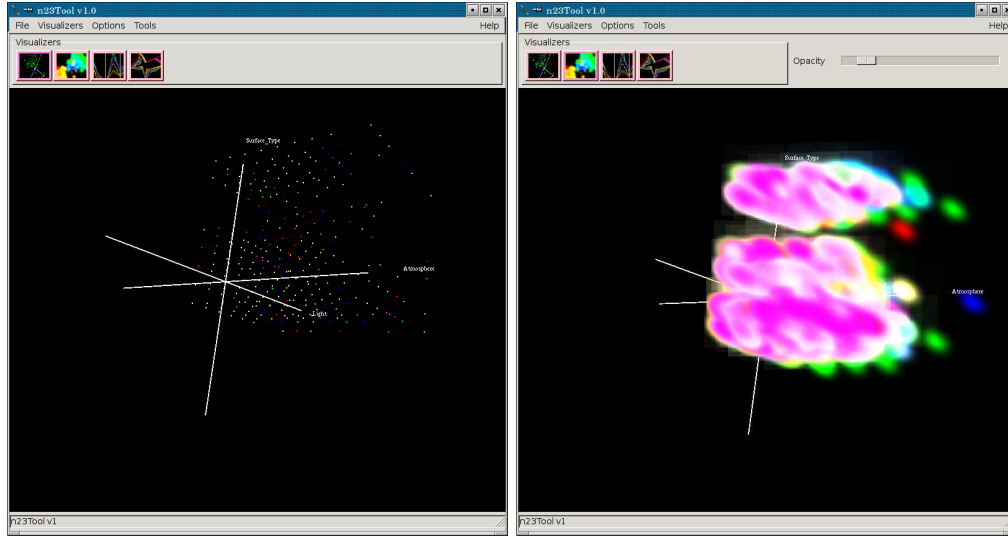 n23Tool v1.0
File Visualizers Options Tools Help
Visualizers
Surface_Type
Atmosphere
Light
n23Tool v1
n23Tool v1.0
File Visualizers Options Tools Help
Visualizers
Opacity
Surface_Type
Atmosphere
n23Tool v1